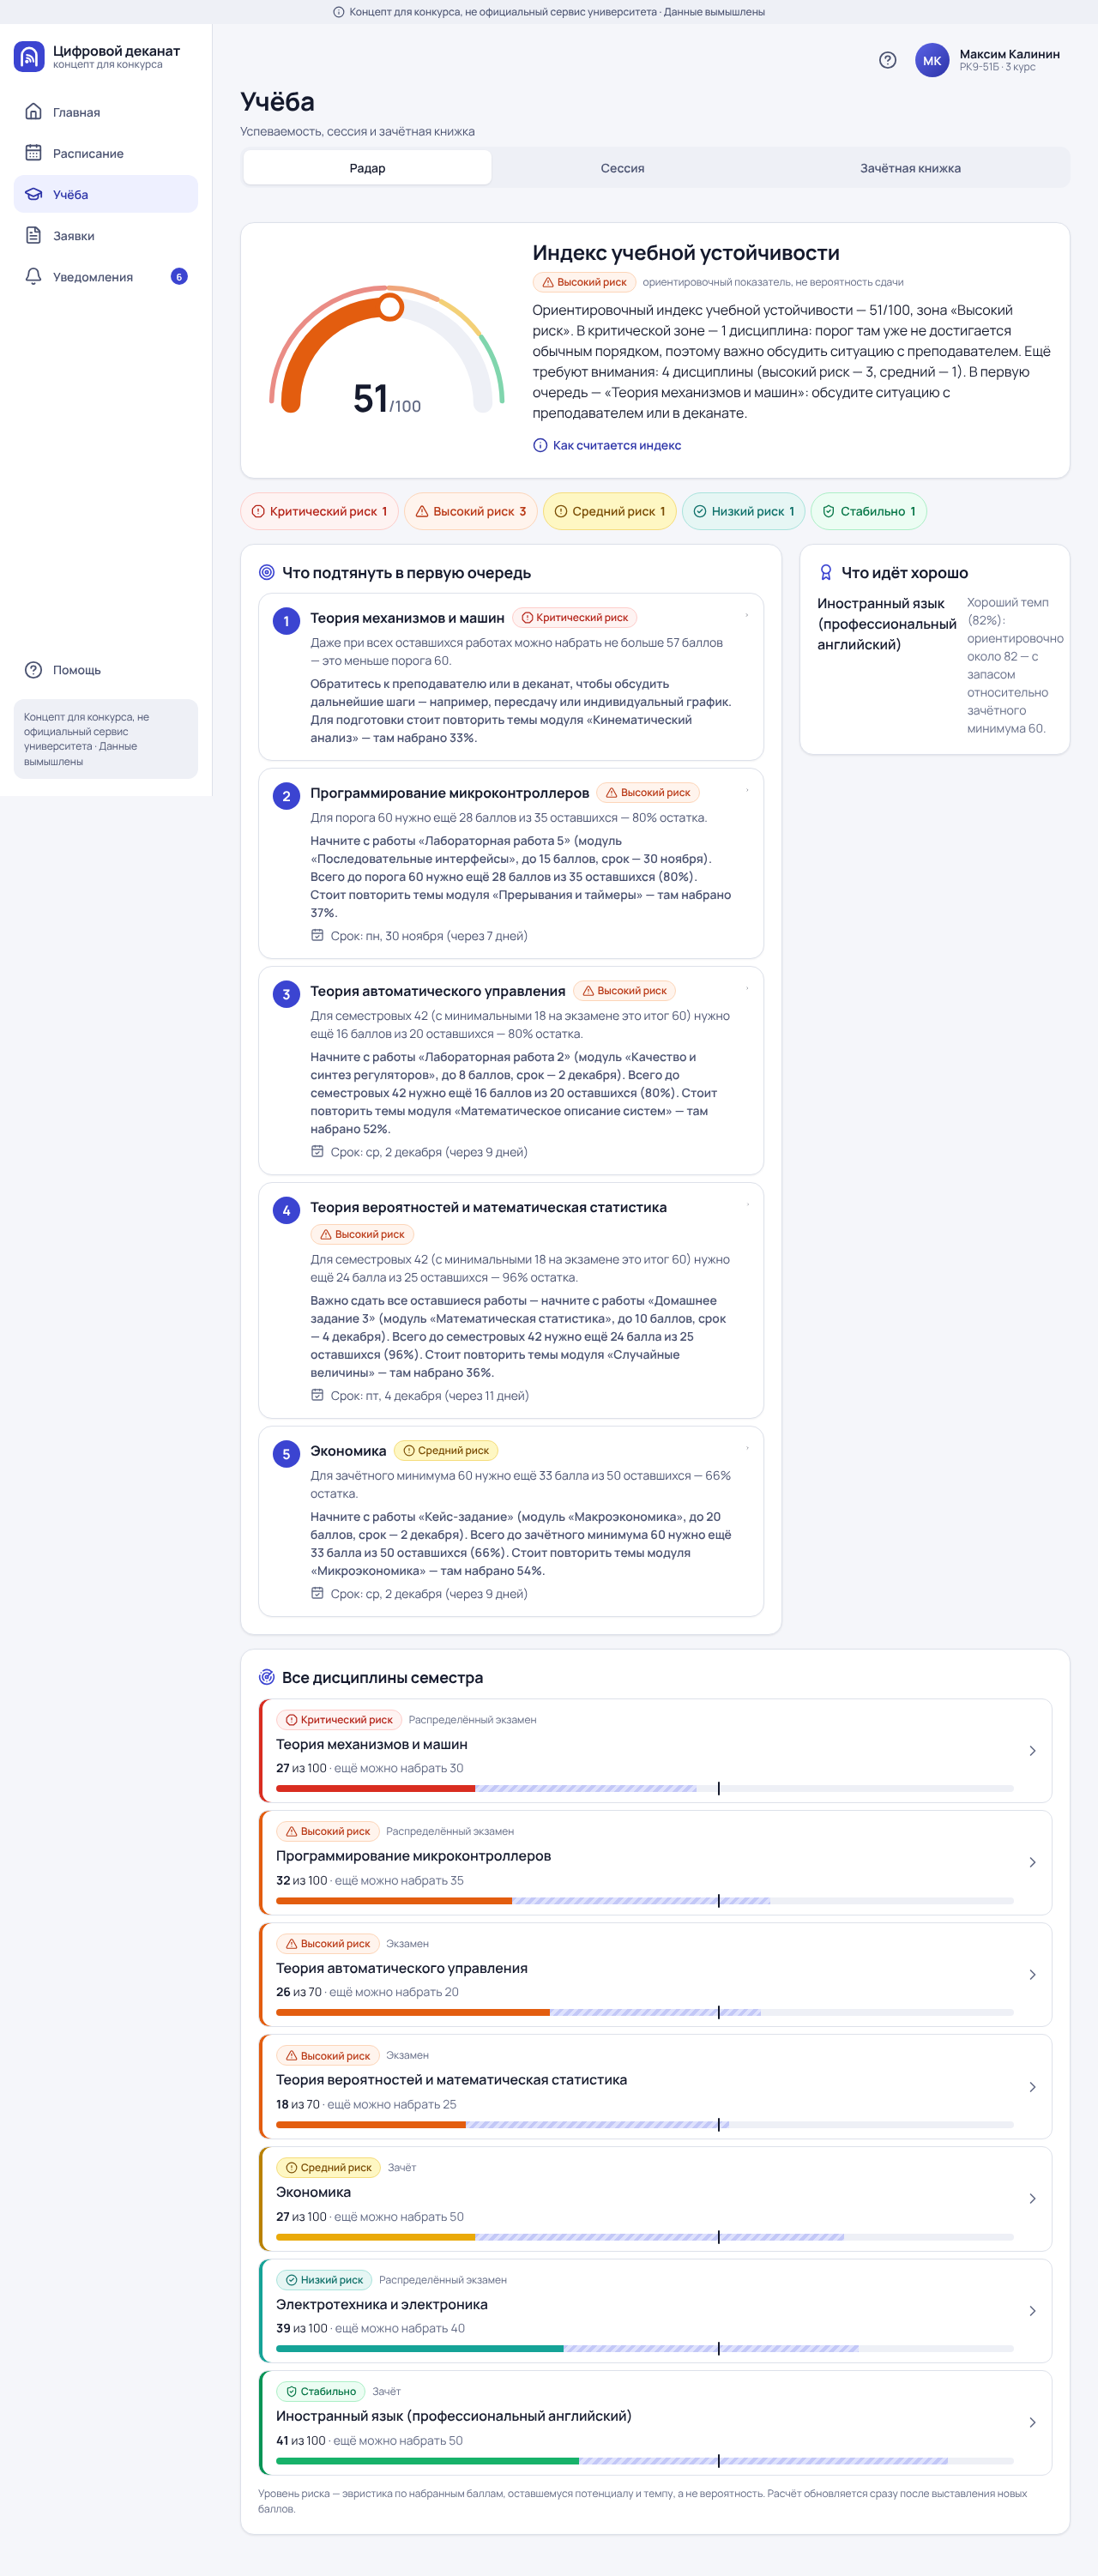 Концепт для конкурса, не официальный сервис университета · Данные вымышлены
Цифровой деканат
концепт для конкурса
Главная
Расписание
Учёба
Заявки
Уведомления 6
Помощь
Концепт для конкурса, не
официальный сервис
университета · Данные
вымышлены
МК
Максим Калинин
РК9-51Б · 3 курс
Учёба
Успеваемость, сессия и зачётная книжка
Радар
Сессия
Зачётная книжка
51/100
Индекс учебной устойчивости
Высокий риск ориентировочный показатель, не вероятность сдачи
Ориентировочный индекс учебной устойчивости — 51/100, зона «Высокий
риск». В критической зоне — 1 дисциплина: порог там уже не достигается
обычным порядком, поэтому важно обсудить ситуацию с преподавателем. Ещё
требуют внимания: 4 дисциплины (высокий риск — 3, средний — 1). В первую
очередь — «Теория механизмов и машин»: обсудите ситуацию с
преподавателем или в деканате.
Как считается индекс
Критический риск 1
Высокий риск 3
Средний риск 1
Низкий риск 1
Стабильно 1
Что подтянуть в первую очередь
1
Теория механизмов и машин Критический риск
Даже при всех оставшихся работах можно набрать не больше 57 баллов
— это меньше порога 60.
Обратитесь к преподавателю или в деканат, чтобы обсудить
дальнейшие шаги — например, пересдачу или индивидуальный график.
Для подготовки стоит повторить темы модуля «Кинематический
анализ» — там набрано 33%.
2
Программирование микроконтроллеров Высокий риск
Для порога 60 нужно ещё 28 баллов из 35 оставшихся — 80% остатка.
Начните с работы «Лабораторная работа 5» (модуль
«Последовательные интерфейсы», до 15 баллов, срок — 30 ноября).
Всего до порога 60 нужно ещё 28 баллов из 35 оставшихся (80%).
Стоит повторить темы модуля «Прерывания и таймеры» — там набрано
37%.
Срок: пн, 30 ноября (через 7 дней)
3
Теория автоматического управления Высокий риск
Для семестровых 42 (с минимальными 18 на экзамене это итог 60) нужно
ещё 16 баллов из 20 оставшихся — 80% остатка.
Начните с работы «Лабораторная работа 2» (модуль «Качество и
синтез регуляторов», до 8 баллов, срок — 2 декабря). Всего до
семестровых 42 нужно ещё 16 баллов из 20 оставшихся (80%). Стоит
повторить темы модуля «Математическое описание систем» — там
набрано 52%.
Срок: ср, 2 декабря (через 9 дней)
4
Теория вероятностей и математическая статистика
Высокий риск
Для семестровых 42 (с минимальными 18 на экзамене это итог 60) нужно
ещё 24 балла из 25 оставшихся — 96% остатка.
Важно сдать все оставшиеся работы — начните с работы «Домашнее
задание 3» (модуль «Математическая статистика», до 10 баллов, срок
— 4 декабря). Всего до семестровых 42 нужно ещё 24 балла из 25
оставшихся (96%). Стоит повторить темы модуля «Случайные
величины» — там набрано 36%.
Срок: пт, 4 декабря (через 11 дней)
5
Экономика Средний риск
Для зачётного минимума 60 нужно ещё 33 балла из 50 оставшихся — 66%
остатка.
Начните с работы «Кейс-задание» (модуль «Макроэкономика», до 20
баллов, срок — 2 декабря). Всего до зачётного минимума 60 нужно ещё
33 балла из 50 оставшихся (66%). Стоит повторить темы модуля
«Микроэкономика» — там набрано 54%.
Срок: ср, 2 декабря (через 9 дней)
Что идёт хорошо
Иностранный язык
(профессиональный
английский)
Хороший темп
(82%):
ориентировочно
около 82 — с
запасом
относительно
зачётного
минимума 60.
Все дисциплины семестра
Критический риск Распределённый экзамен
Теория механизмов и машин
27 из 100 · ещё можно набрать 30
Высокий риск Распределённый экзамен
Программирование микроконтроллеров
32 из 100 · ещё можно набрать 35
Высокий риск Экзамен
Теория автоматического управления
26 из 70 · ещё можно набрать 20
Высокий риск Экзамен
Теория вероятностей и математическая статистика
18 из 70 · ещё можно набрать 25
Средний риск Зачёт
Экономика
27 из 100 · ещё можно набрать 50
Низкий риск Распределённый экзамен
Электротехника и электроника
39 из 100 · ещё можно набрать 40
Стабильно Зачёт
Иностранный язык (профессиональный английский)
41 из 100 · ещё можно набрать 50
Уровень риска — эвристика по набранным баллам, оставшемуся потенциалу и темпу, а не вероятность. Расчёт обновляется сразу после выставления новых
баллов.